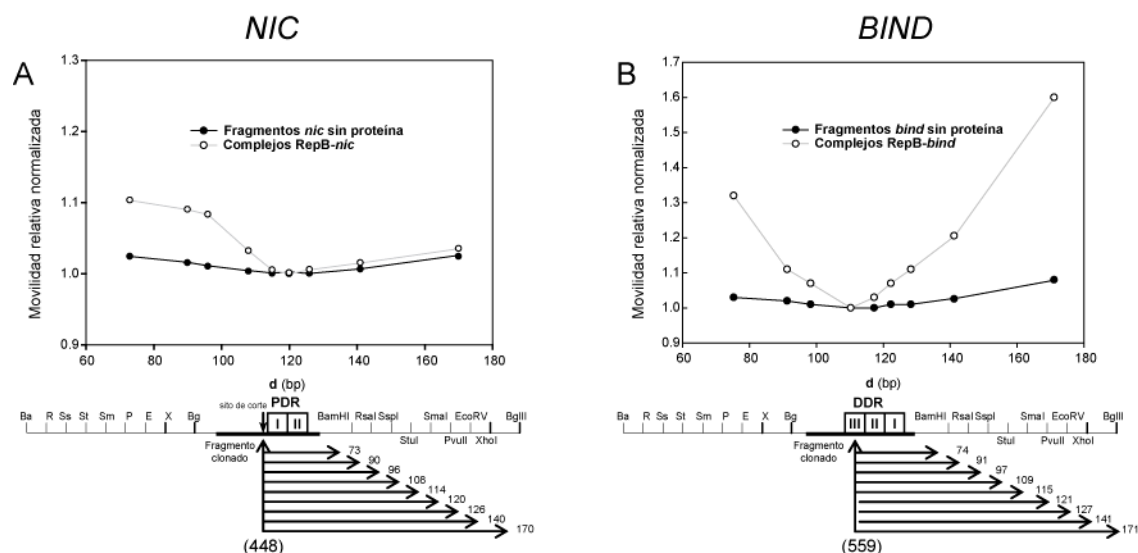 NIC
A
1.3
1.2
1.1
1.0
0.9
Movilidad relativa normalizada
Fragmentos nic sin proteína
Complejos RepB-nic
60 80 100 120 140 160 180
d (bp)
sito de corte
PDR
Ba R Ss St Sm P E X Bg
I II
BamHI RsaI SspI SmaI EcoRV BglII
StuI PvuII XhoI
Fragmento
clonado
73
90
96
108
114
120
126
140
170
(448)
BIND
B
1.7
1.6
1.5
1.4
1.3
1.2
1.1
1.0
0.9
Movilidad relativa normalizada
Fragmentos bind sin proteína
Complejos RepB-bind
60 80 100 120 140 160 180
d (bp)
DDR
Ba R Ss St Sm P E X Bg
III II I
BamHI RsaI SspI SmaI EcoRV BglII
StuI PvuII XhoI
Fragmento
clonado
74
91
97
109
115
121
127
141
171
(559)